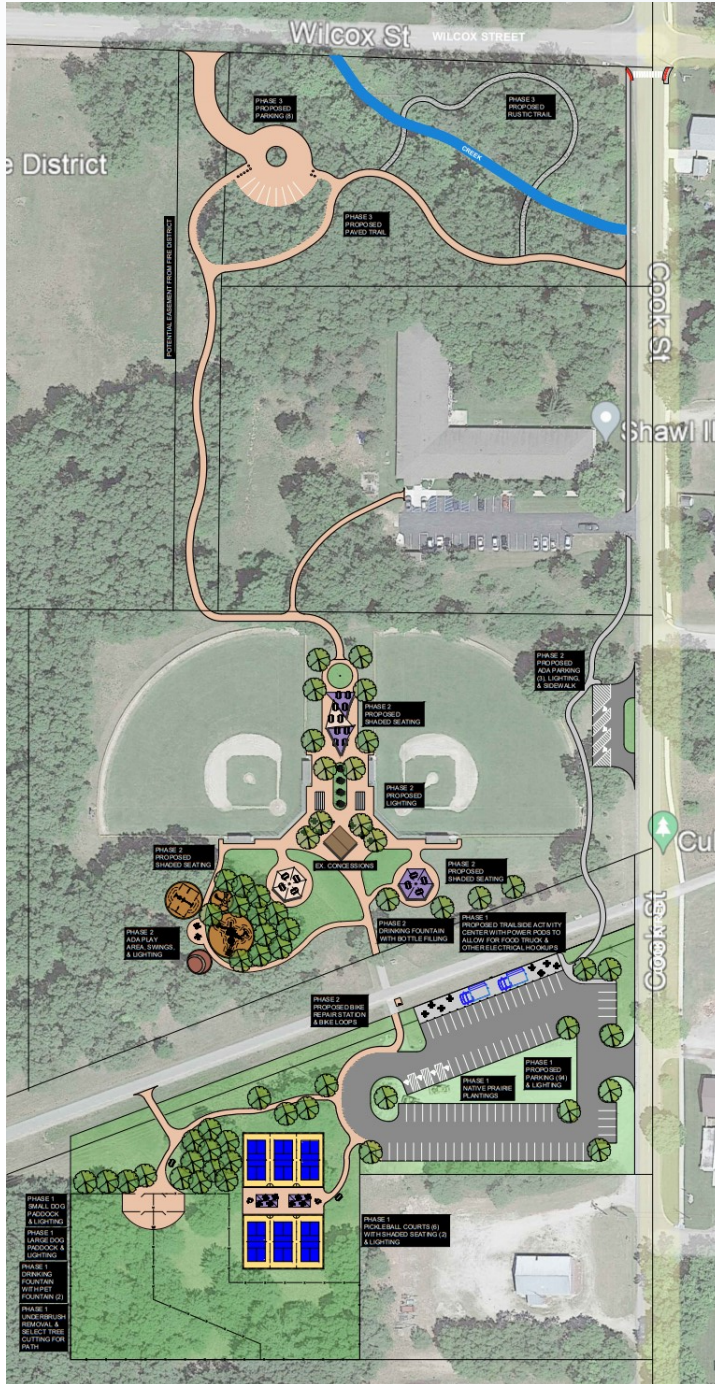 Wilcox St
WILCOX STREET
PHASE 3
PROPOSED
PARKING (8)
PHASE 3
PROPOSED
RUSTIC TRAIL
CREEK
e District
PHASE 3
PROPOSED
PAVED TRAIL
POTENTIAL EASEMENT FROM FIRE DISTRICT
Cook St
Shawl II
PHASE 2
PROPOSED
ADA PARKING
(3), LIGHTING,
& SIDEWALK
PHASE 2
PROPOSED
SHADED SEATING
PHASE 2
PROPOSED
LIGHTING
Cul
PHASE 2
PROPOSED
SHADED SEATING
EX. CONCESSIONS
PHASE 2
PROPOSED
SHADED SEATING
PHASE 2
ADA PLAY
AREA, SWINGS,
& LIGHTING
PHASE 2
DRINKING FOUNTAIN
WITH BOTTLE FILLING
PHASE 1
PROPOSED TRAILSIDE ACTIVITY
CENTER WITH POWER PODS TO
ALLOW FOR FOOD TRUCK &
OTHER ELECTRICAL HOOKUPS
Cook St
PHASE 2
PROPOSED BIKE
REPAIR STATION
& BIKE LOOPS
PHASE 1
PROPOSED
PARKING (94)
& LIGHTING
PHASE 1
NATIVE PRAIRIE
PLANTINGS
PHASE 1
SMALL DOG
PADDOCK
& LIGHTING
PHASE 1
LARGE DOG
PADDOCK &
LIGHTING
PHASE 1
DRINKING
FOUNTAIN
WITH PET
FOUNTAIN (2)
PHASE 1
UNDERBRUSH
REMOVAL &
SELECT TREE
CUTTING FOR
PATH
PHASE 1
PICKLEBALL COURTS (6)
WITH SHADED SEATING (2)
& LIGHTING